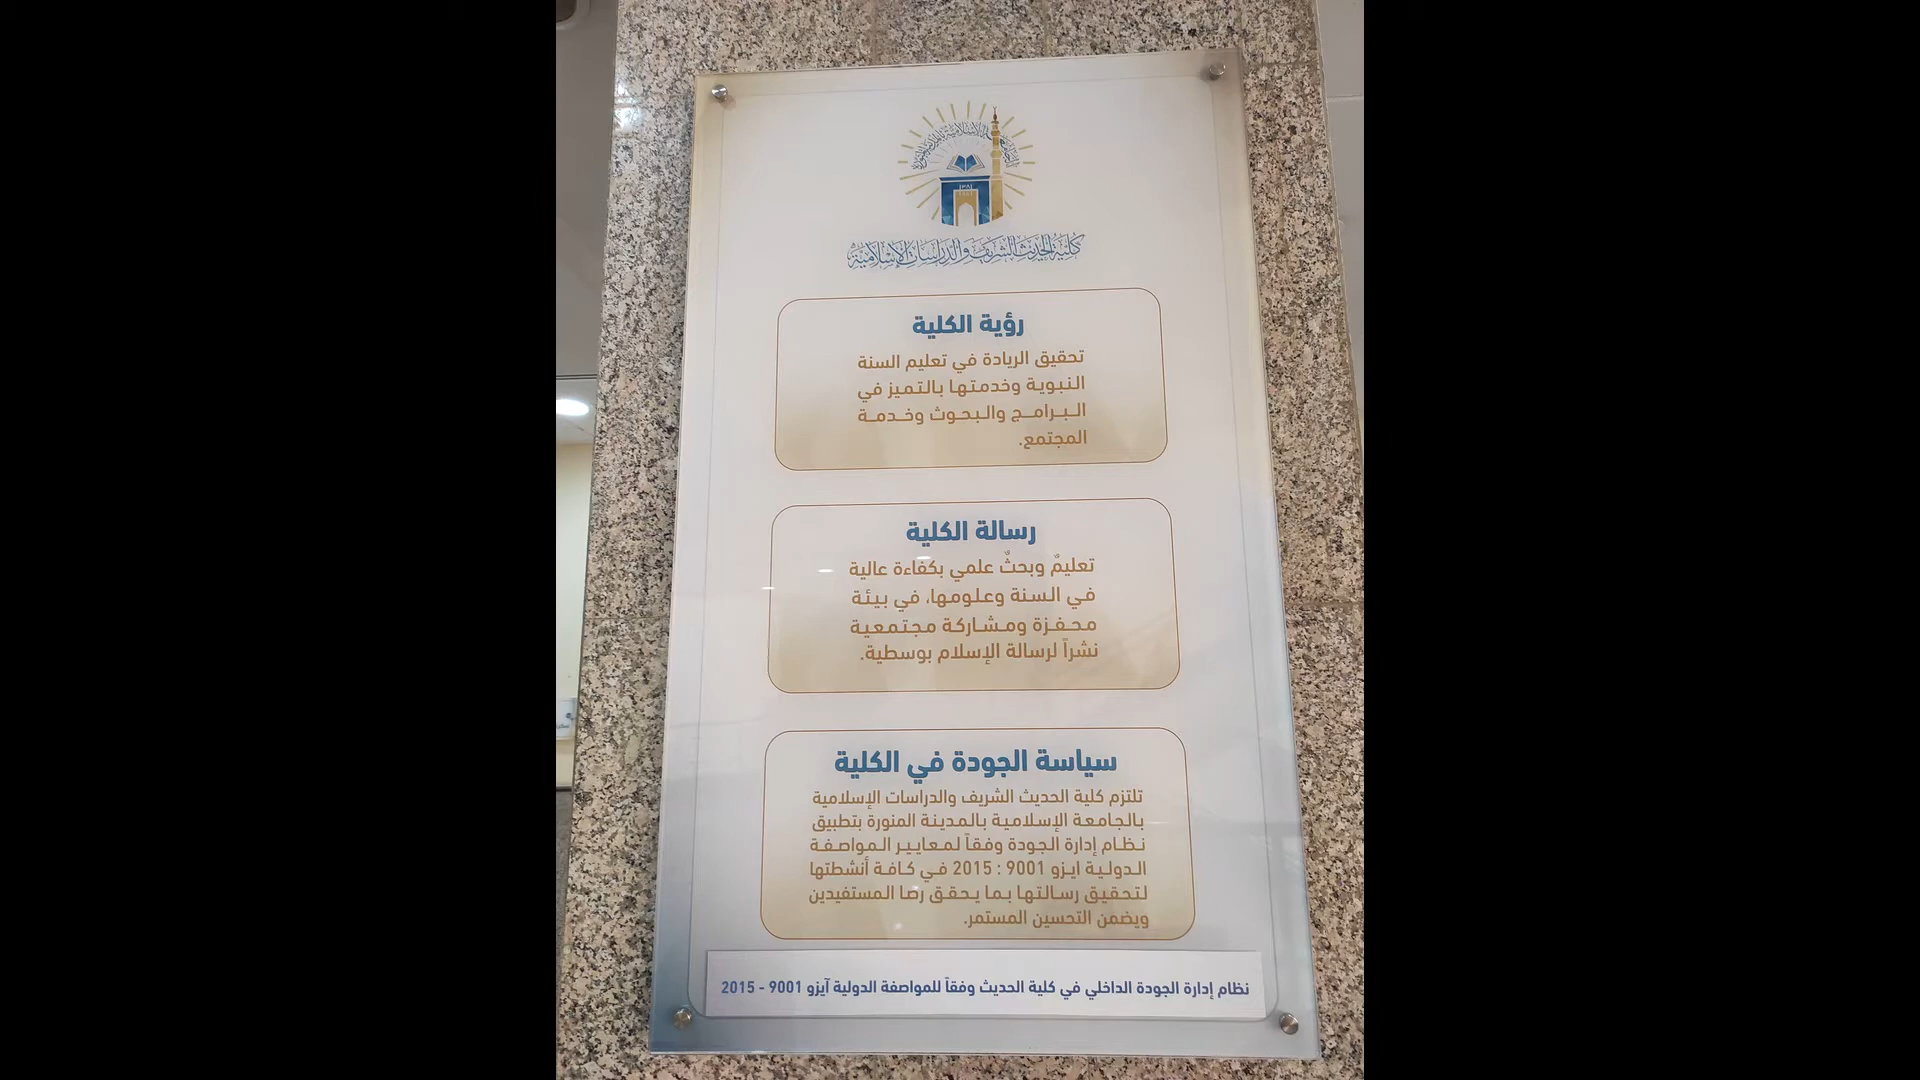 كلية الحديث الشريف والدراسات الإسلامية
رؤية الكلية
تحقيق الريادة في تعليم السنة
النبوية وخدمتها بالتميز في
البرامج والبحوث وخدمة
المجتمع.
رسالة الكلية
تعليمٌ وبحثٌ علمي بكفاءة عالية
في السنة وعلومها، في بيئة
محفزة ومشاركة مجتمعية
نشراً لرسالة الإسلام بوسطية.
سياسة الجودة في الكلية
تلتزم كلية الحديث الشريف والدراسات الإسلامية
بالجامعة الإسلامية بالمدينة المنورة بتطبيق
نظام إدارة الجودة وفقاً لمعايير المواصفة
الدولية ايزو 9001 : 2015 في كافة أنشطتها
لتحقيق رسالتها بما يحقق رضا المستفيدين
ويضمن التحسين المستمر.
نظام إدارة الجودة الداخلي في كلية الحديث وفقاً للمواصفة الدولية آيزو 9001 - 2015